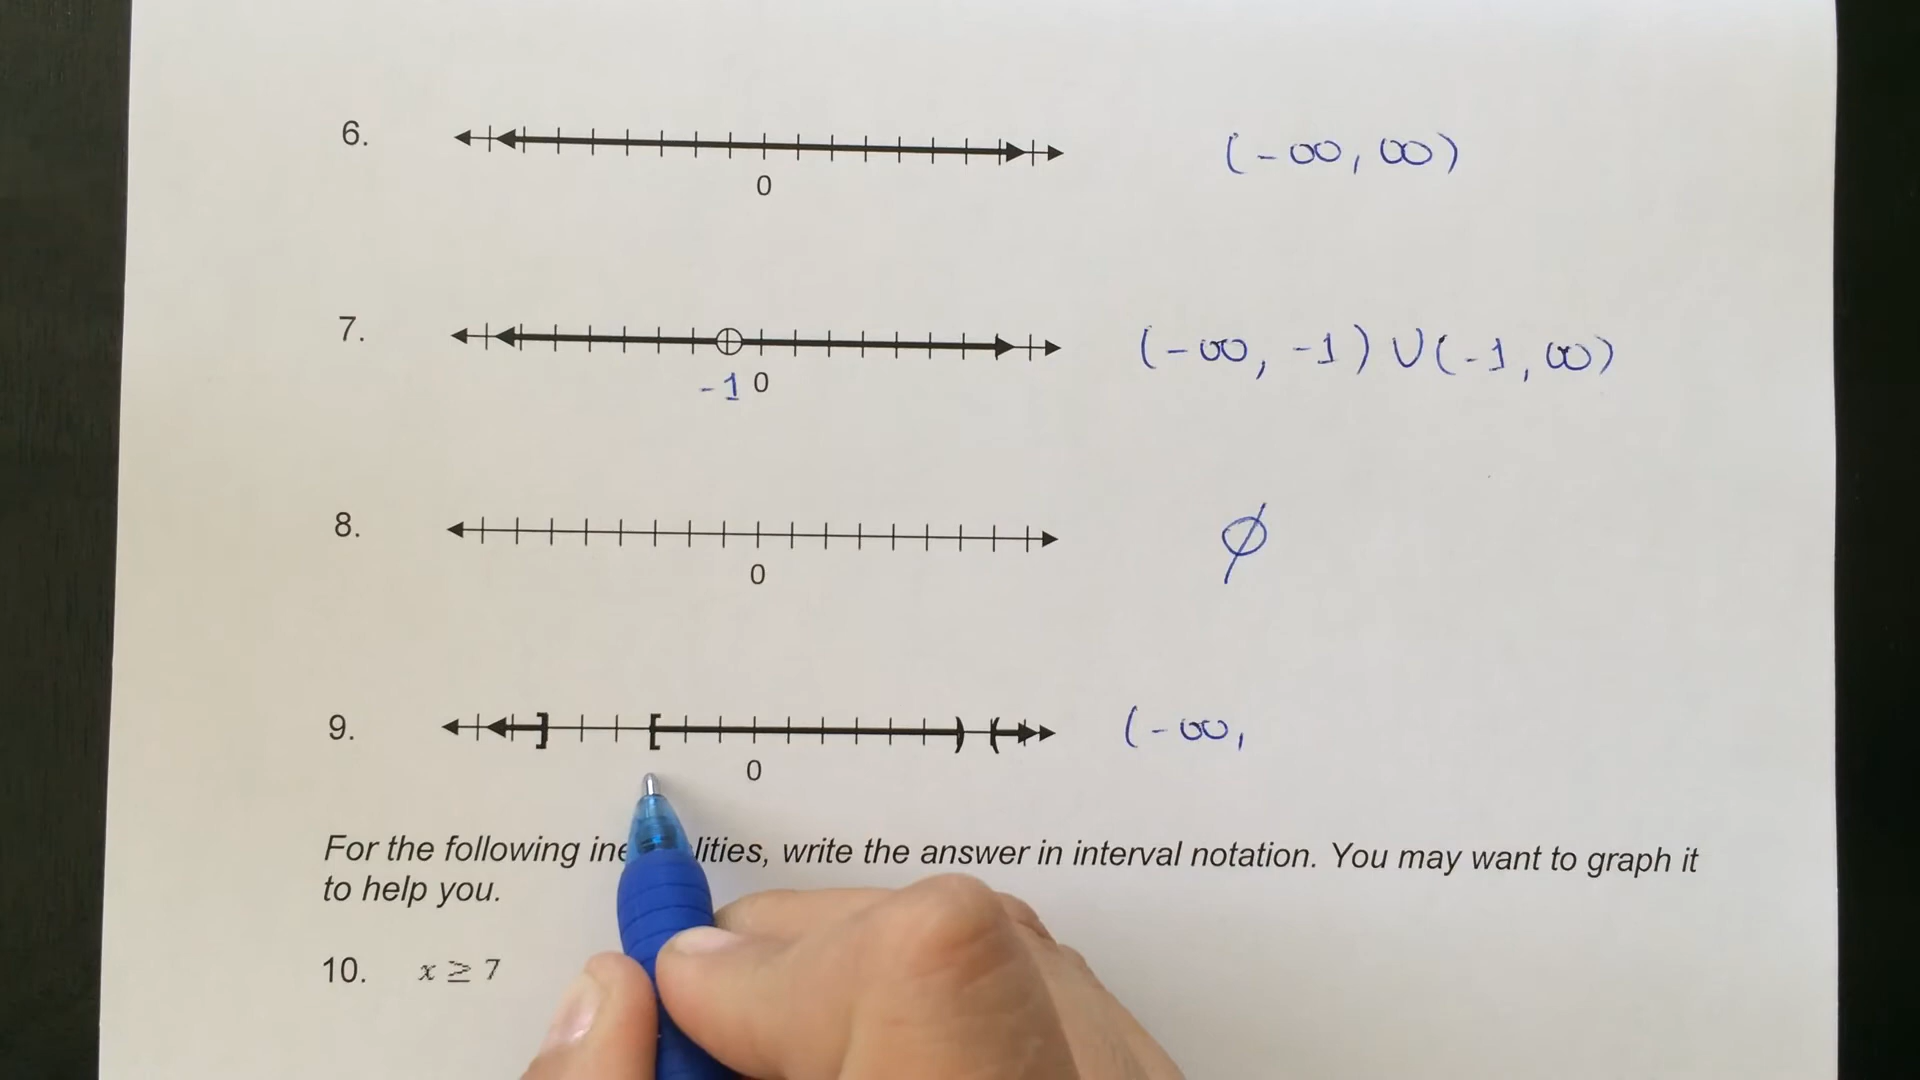 6. (-∞, ∞)
0
7. (-∞, -1) ∪ (-1, ∞)
-1 0
8. ϕ
0
9. (-∞,
0
For the following ine lities, write the answer in interval notation. You may want to graph it
to help you.
10. x ≥ 7